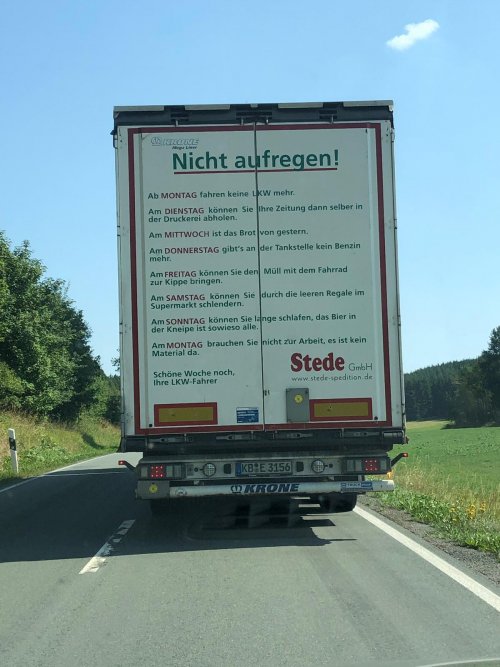 KRONE
Mega Liner
Nicht aufregen!
Ab MONTAG fahren keine LKW mehr.
Am DIENSTAG können Sie Ihre Zeitung dann selber in
der Druckerei abholen.
Am MITTWOCH ist das Brot von gestern.
Am DONNERSTAG gibt's an der Tankstelle kein Benzin
mehr.
Am FREITAG können Sie den Müll mit dem Fahrrad
zur Kippe bringen.
Am SAMSTAG können Sie durch die leeren Regale im
Supermarkt schlendern.
Am SONNTAG können Sie lange schlafen, das Bier in
der Kneipe ist sowieso alle.
Am MONTAG brauchen Sie nicht zur Arbeit, es ist kein
Material da.
Schöne Woche noch,
Ihre LKW-Fahrer
Stede GmbH
www.stede-spedition.de
KB E 3156
KRONE